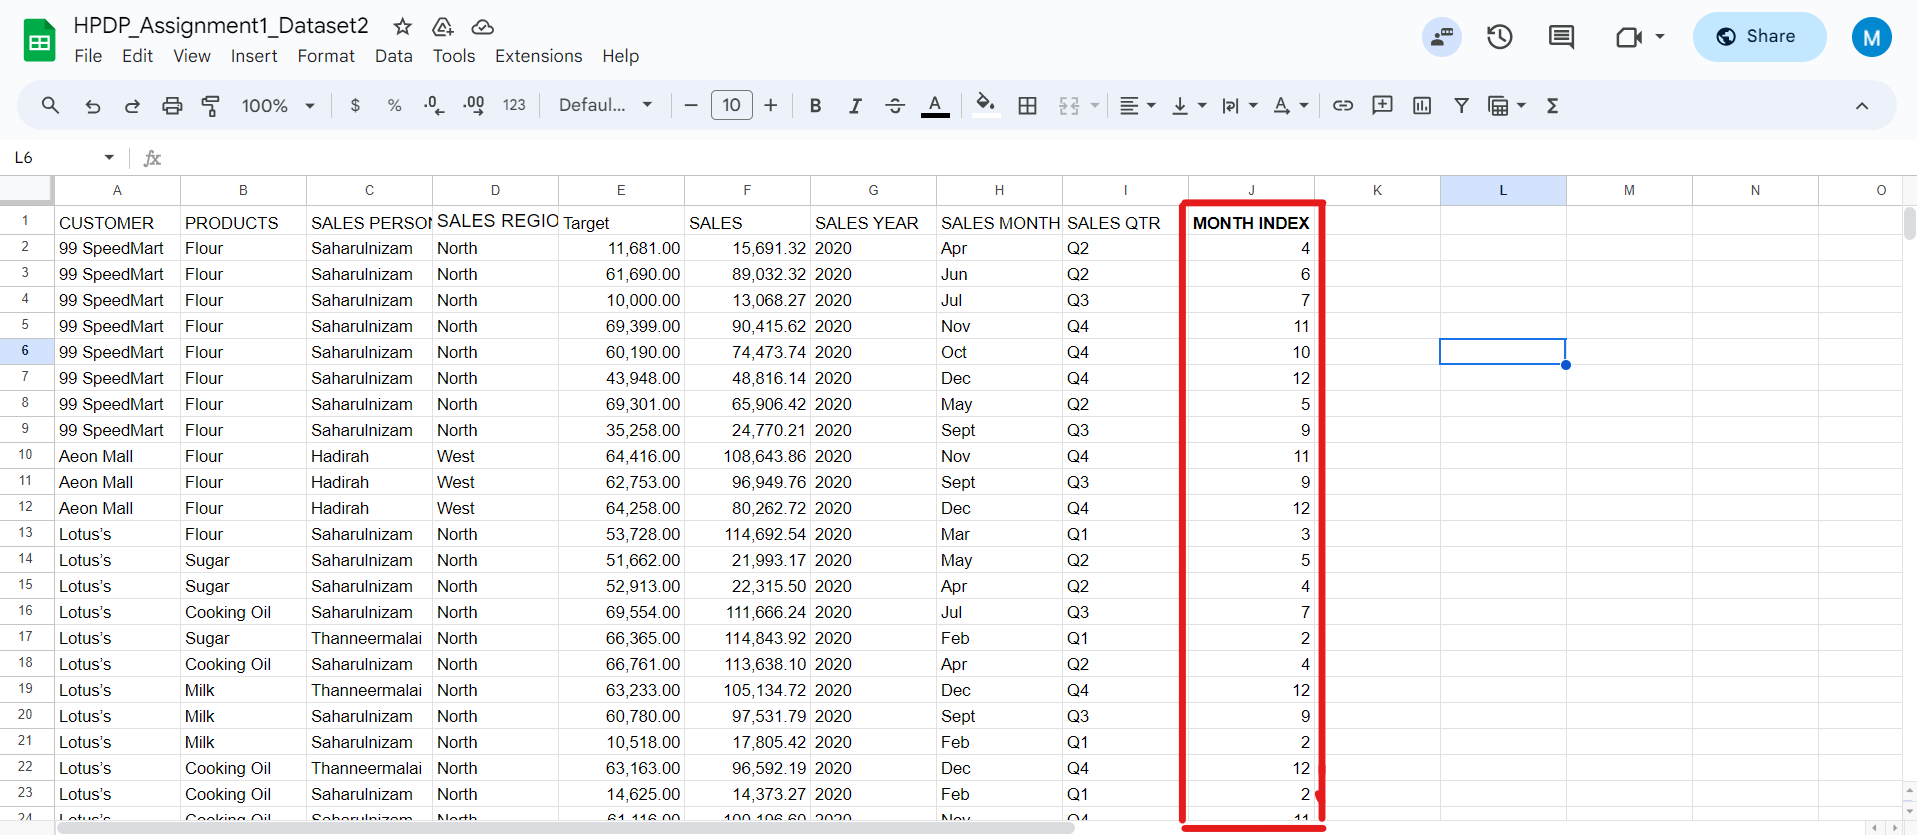 HPDP_Assignment1_Dataset2
File Edit View Insert Format Data Tools Extensions Help
Share
M
100% $ % .0 .00 123 Defaul... 10 B I S A Σ
L6 fx
A B C D E F G H I J K L M N O
1 CUSTOMER PRODUCTS SALES PERSON SALES REGIO Target SALES SALES YEAR SALES MONTH SALES QTR MONTH INDEX
2 99 SpeedMart Flour Saharulnizam North 11,681.00 15,691.32 2020 Apr Q2 4
3 99 SpeedMart Flour Saharulnizam North 61,690.00 89,032.32 2020 Jun Q2 6
4 99 SpeedMart Flour Saharulnizam North 10,000.00 13,068.27 2020 Jul Q3 7
5 99 SpeedMart Flour Saharulnizam North 69,399.00 90,415.62 2020 Nov Q4 11
6 99 SpeedMart Flour Saharulnizam North 60,190.00 74,473.74 2020 Oct Q4 10
7 99 SpeedMart Flour Saharulnizam North 43,948.00 48,816.14 2020 Dec Q4 12
8 99 SpeedMart Flour Saharulnizam North 69,301.00 65,906.42 2020 May Q2 5
9 99 SpeedMart Flour Saharulnizam North 35,258.00 24,770.21 2020 Sept Q3 9
10 Aeon Mall Flour Hadirah West 64,416.00 108,643.86 2020 Nov Q4 11
11 Aeon Mall Flour Hadirah West 62,753.00 96,949.76 2020 Sept Q3 9
12 Aeon Mall Flour Hadirah West 64,258.00 80,262.72 2020 Dec Q4 12
13 Lotus's Flour Saharulnizam North 53,728.00 114,692.54 2020 Mar Q1 3
14 Lotus's Sugar Saharulnizam North 51,662.00 21,993.17 2020 May Q2 5
15 Lotus's Sugar Saharulnizam North 52,913.00 22,315.50 2020 Apr Q2 4
16 Lotus's Cooking Oil Saharulnizam North 69,554.00 111,666.24 2020 Jul Q3 7
17 Lotus's Sugar Thanneermalai North 66,365.00 114,843.92 2020 Feb Q1 2
18 Lotus's Cooking Oil Saharulnizam North 66,761.00 113,638.10 2020 Apr Q2 4
19 Lotus's Milk Thanneermalai North 63,233.00 105,134.72 2020 Dec Q4 12
20 Lotus's Milk Saharulnizam North 60,780.00 97,531.79 2020 Sept Q3 9
21 Lotus's Milk Saharulnizam North 10,518.00 17,805.42 2020 Feb Q1 2
22 Lotus's Cooking Oil Thanneermalai North 63,163.00 96,592.19 2020 Dec Q4 12
23 Lotus's Cooking Oil Saharulnizam North 14,625.00 14,373.27 2020 Feb Q1 2
24 Lotus's Cooking Oil Saharulnizam North 61,116.00 100,196.60 2020 Nov Q4 11